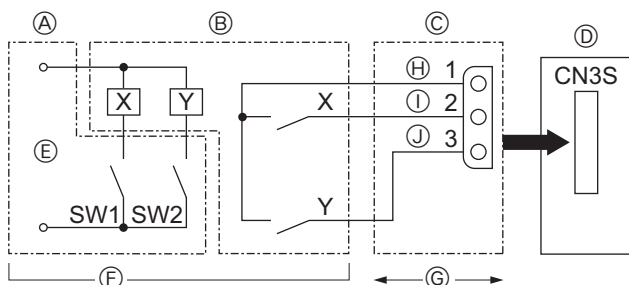 Ⓐ Ⓑ Ⓒ Ⓓ
CN3S
Ⓗ 1
X Y X Ⓘ 2
Ⓙ 3
Ⓔ
Y
SW1 SW2
Ⓕ Ⓖ